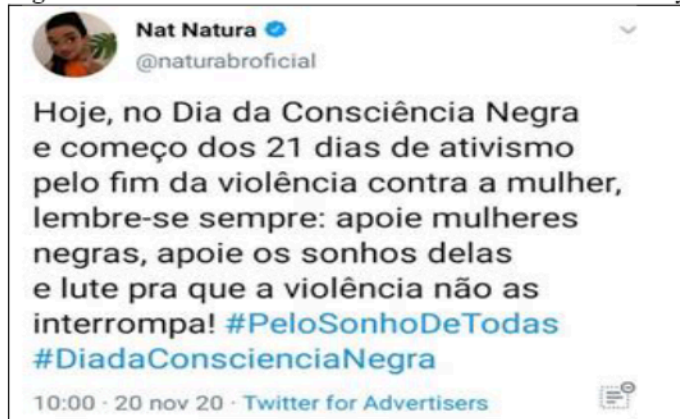 Nat Natura
@naturabroficial
Hoje, no Dia da Consciência Negra
e começo dos 21 dias de ativismo
pelo fim da violência contra a mulher,
lembre-se sempre: apoie mulheres
negras, apoie os sonhos delas
e lute pra que a violência não as
interrompa! #PeloSonhoDeTodas
#DiadaConscienciaNegra
10:00 · 20 nov 20 · Twitter for Advertisers